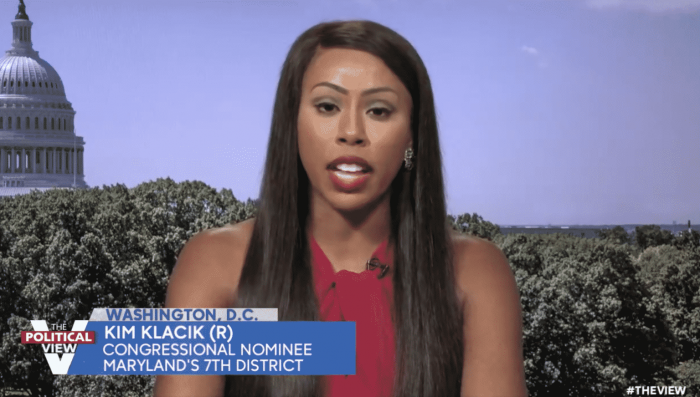 WASHINGTON, D.C.
THE
POLITICAL
VIEW
KIM KLACIK (R)
CONGRESSIONAL NOMINEE
MARYLAND'S 7TH DISTRICT
#THEVIEW